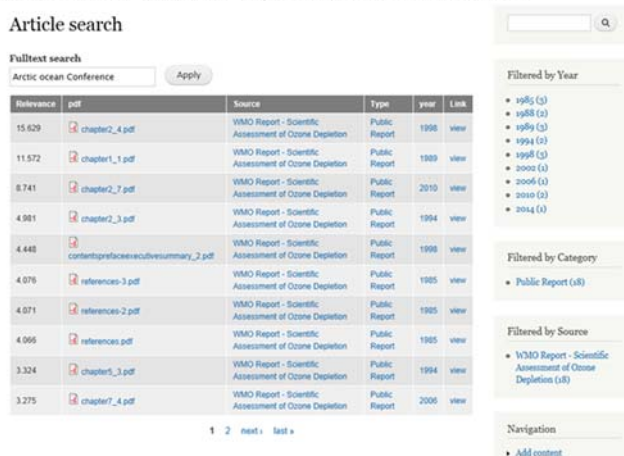 Article search
Fulltext search
Arctic ocean Conference
Apply
Relevance pdf Source Type year Link
15.629 chapter2_4.pdf WMO Report - Scientific Assessment of Ozone Depletion Public Report 1998 view
11.572 chapter1_1.pdf WMO Report - Scientific Assessment of Ozone Depletion Public Report 1989 view
8.741 chapter2_7.pdf WMO Report - Scientific Assessment of Ozone Depletion Public Report 2010 view
4.981 chapter2_3.pdf WMO Report - Scientific Assessment of Ozone Depletion Public Report 1994 view
4.448 contentsprefaceexecutivesummary_2.pdf WMO Report - Scientific Assessment of Ozone Depletion Public Report 1998 view
4.076 references-3.pdf WMO Report - Scientific Assessment of Ozone Depletion Public Report 1985 view
4.071 references-2.pdf WMO Report - Scientific Assessment of Ozone Depletion Public Report 1985 view
4.066 references.pdf WMO Report - Scientific Assessment of Ozone Depletion Public Report 1985 view
3.324 chapter5_3.pdf WMO Report - Scientific Assessment of Ozone Depletion Public Report 1994 view
3.275 chapter7_4.pdf WMO Report - Scientific Assessment of Ozone Depletion Public Report 2006 view
1 2 next › last »
Filtered by Year
1985 (3)
1988 (2)
1989 (3)
1994 (2)
1998 (3)
2002 (1)
2006 (1)
2010 (2)
2014 (1)
Filtered by Category
Public Report (18)
Filtered by Source
WMO Report - Scientific
Assessment of Ozone
Depletion (18)
Navigation
Add content